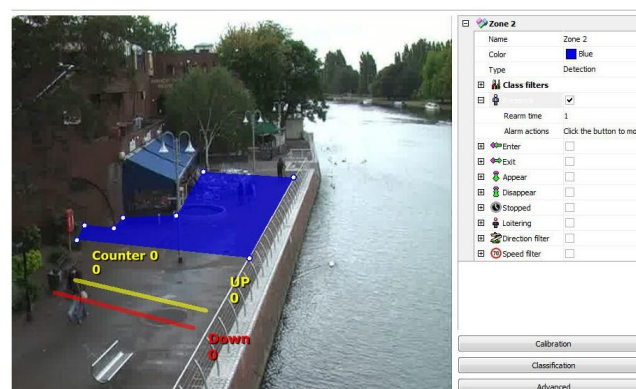 Zone 2
Name Zone 2
Color Blue
Type Detection
Class filters
Rearm time 1
Alarm actions Click the button to mo
Enter
Exit
Appear
Disappear
Stopped
Loitering
Direction filter
Speed filter
Counter 0
0
UP
0
Down
0
Calibration
Classification
Advanced